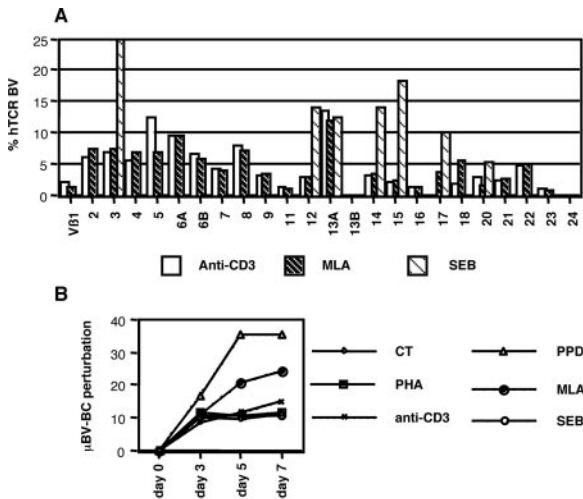 A
% hTCR BV
25
20
15
10
5
0
Vß1 2 3 4 5 6A 6B 7 8 9 11 12 13A 13B 14 15 16 17 18 20 21 22 23 24
Anti-CD3 MLA SEB
B
µBV-BC perturbation
40
30
20
10
0
day 0 day 3 day 5 day 7
CT PPD
PHA MLA
anti-CD3 SEB